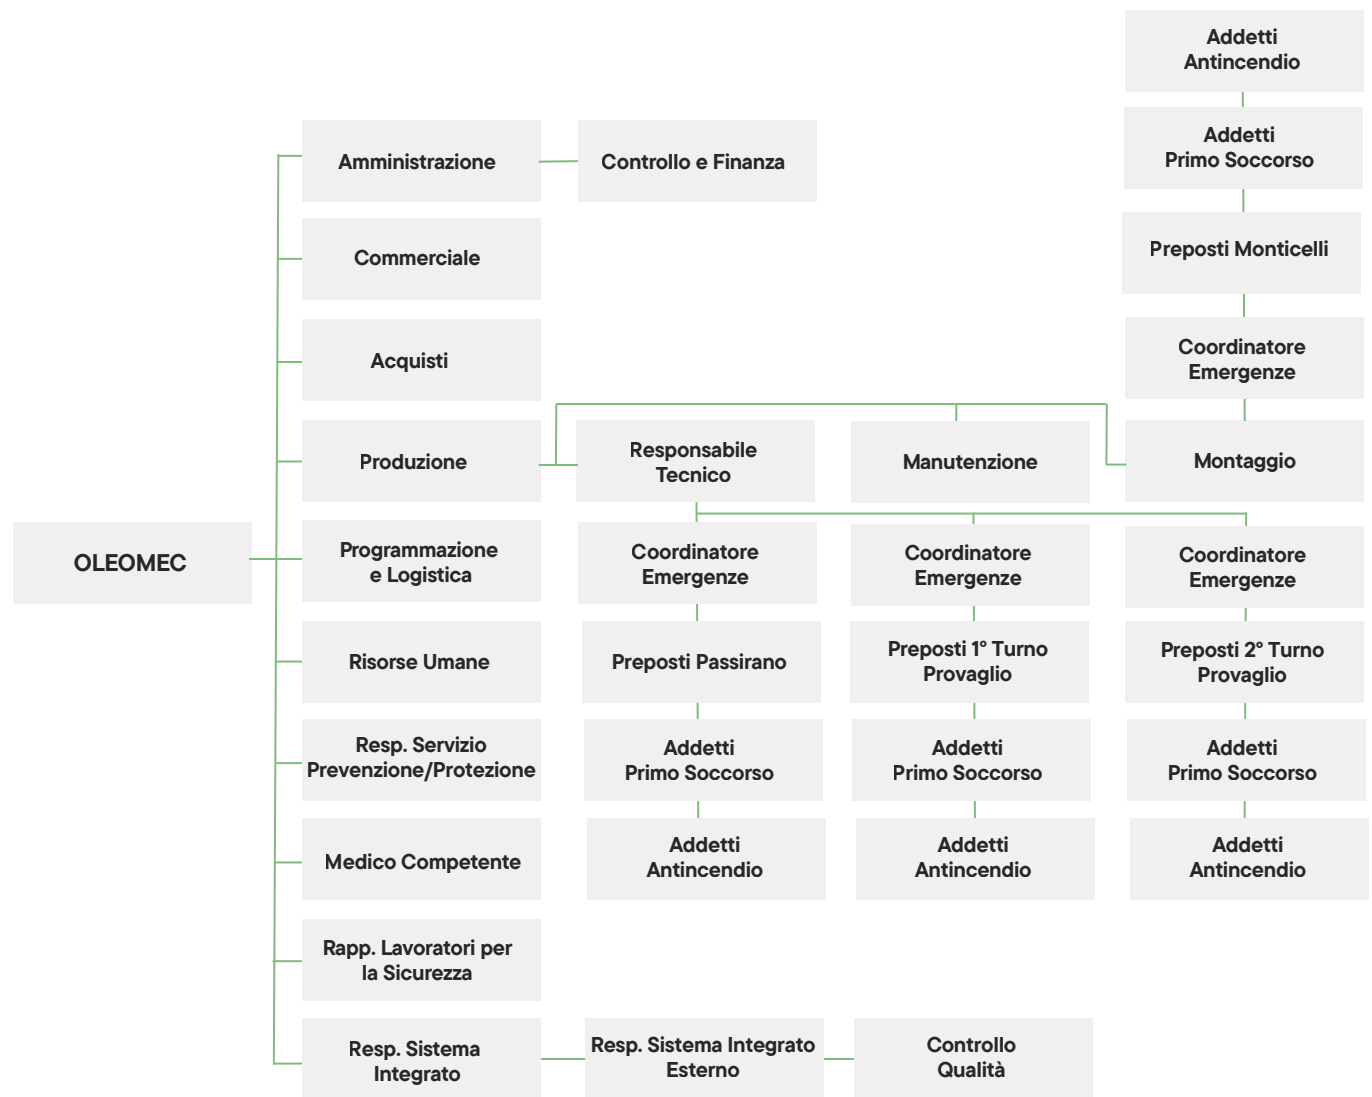 Addetti
Antincendio
Addetti
Primo Soccorso
Amministrazione
Controllo e Finanza
Preposti Monticelli
Commerciale
Coordinatore
Emergenze
Acquisti
Produzione
Responsabile
Tecnico
Manutenzione
Montaggio
OLEOMEC
Programmazione
e Logistica
Coordinatore
Emergenze
Coordinatore
Emergenze
Coordinatore
Emergenze
Risorse Umane
Preposti Passirano
Preposti 1° Turno
Provaglio
Preposti 2° Turno
Provaglio
Resp. Servizio
Prevenzione/Protezione
Addetti
Primo Soccorso
Addetti
Primo Soccorso
Addetti
Primo Soccorso
Medico Competente
Addetti
Antincendio
Addetti
Antincendio
Addetti
Antincendio
Rapp. Lavoratori per
la Sicurezza
Resp. Sistema
Integrato
Resp. Sistema Integrato
Esterno
Controllo
Qualità